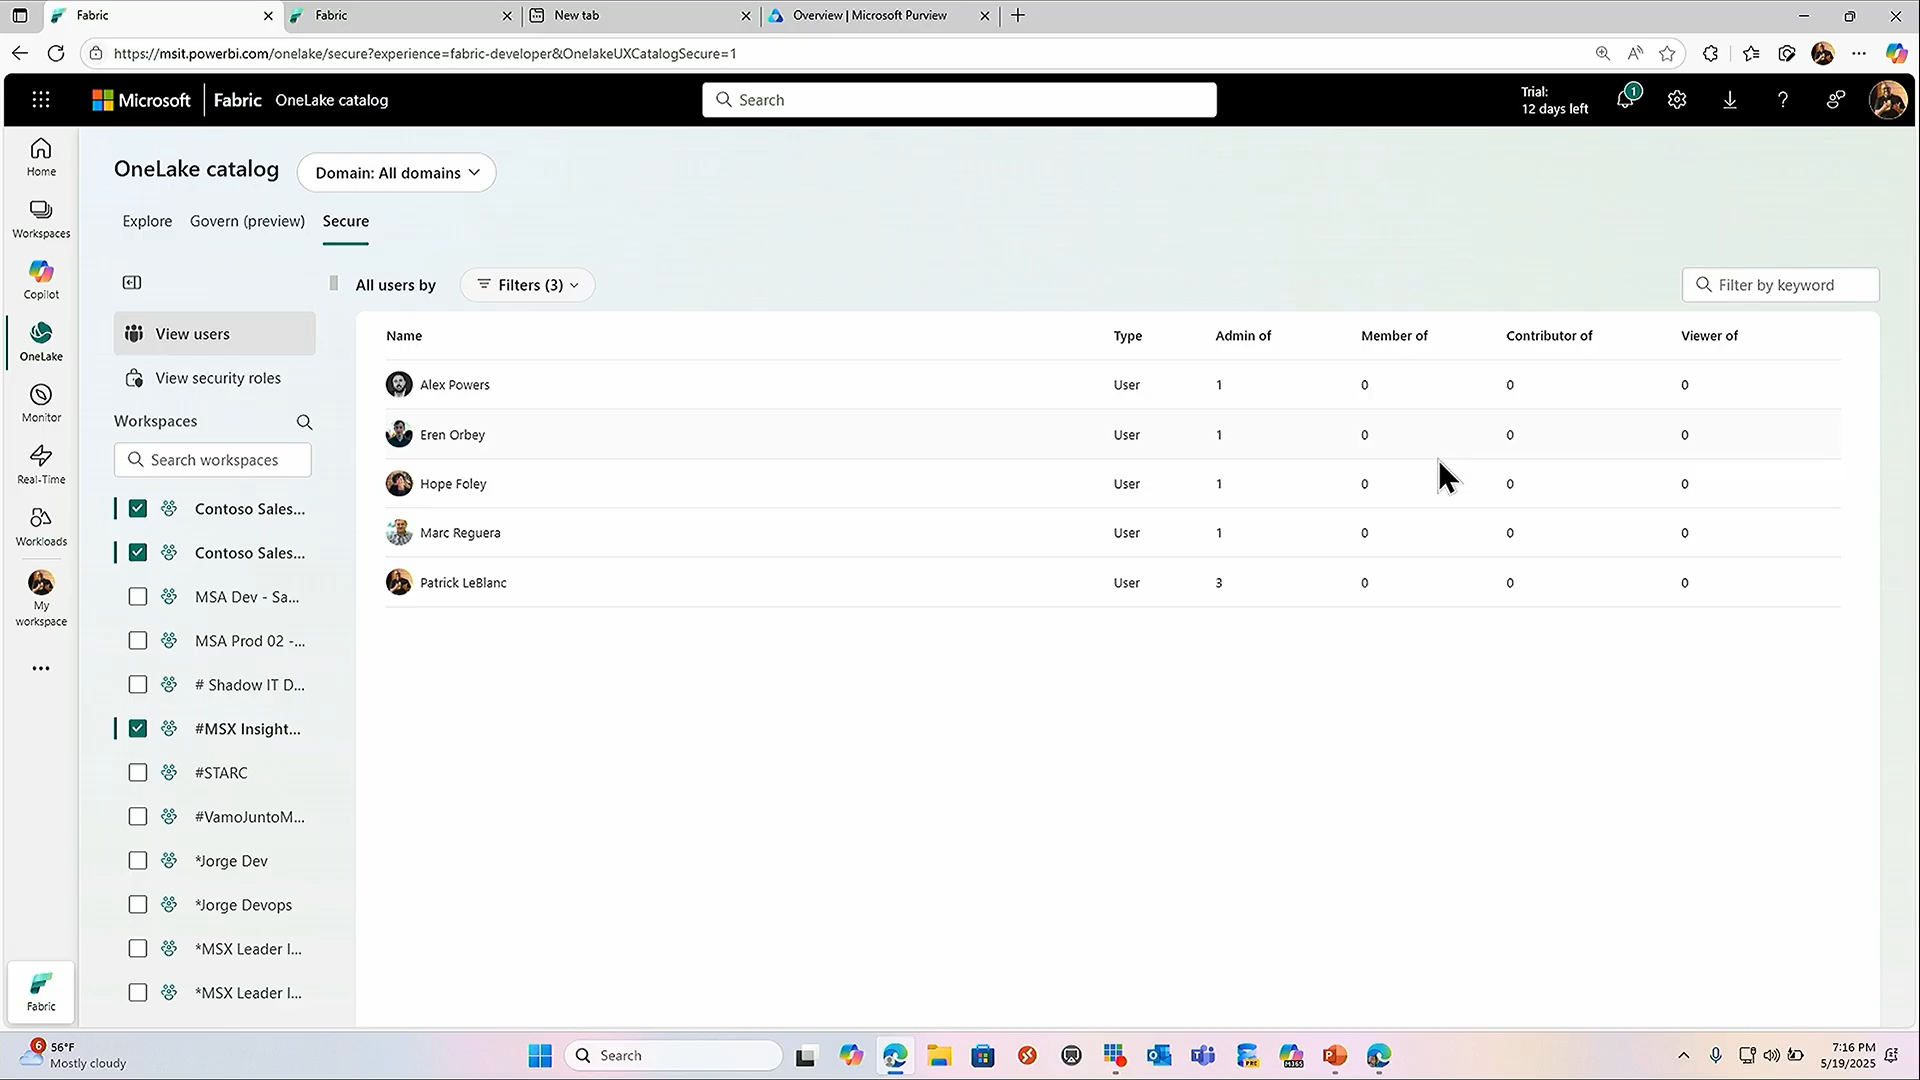 Fabric
Fabric
New tab
Overview | Microsoft Purview
https://msit.powerbi.com/onelake/secure?experience=fabric-developer&OnelakeUXCatalogSecure=1
Microsoft
Fabric
OneLake catalog
Search
Trial:
12 days left
1
Home
Workspaces
Copilot
OneLake
Monitor
Real-Time
Workloads
My
workspace
Fabric
OneLake catalog
Domain: All domains
Explore
Govern (preview)
Secure
View users
View security roles
Workspaces
Search workspaces
Contoso Sales...
Contoso Sales...
MSA Dev - Sa...
MSA Prod 02 -...
# Shadow IT D...
#MSX Insight...
#STARC
#VamoJuntoM...
*Jorge Dev
*Jorge Devops
*MSX Leader I...
*MSX Leader I...
All users by
Filters (3)
Filter by keyword
Name Type Admin of Member of Contributor of Viewer of
Alex Powers User 1 0 0 0
Eren Orbey User 1 0 0 0
Hope Foley User 1 0 0 0
Marc Reguera User 1 0 0 0
Patrick LeBlanc User 3 0 0 0
6
56°F
Mostly cloudy
Search
PRE
M365
7:16 PM
5/19/2025